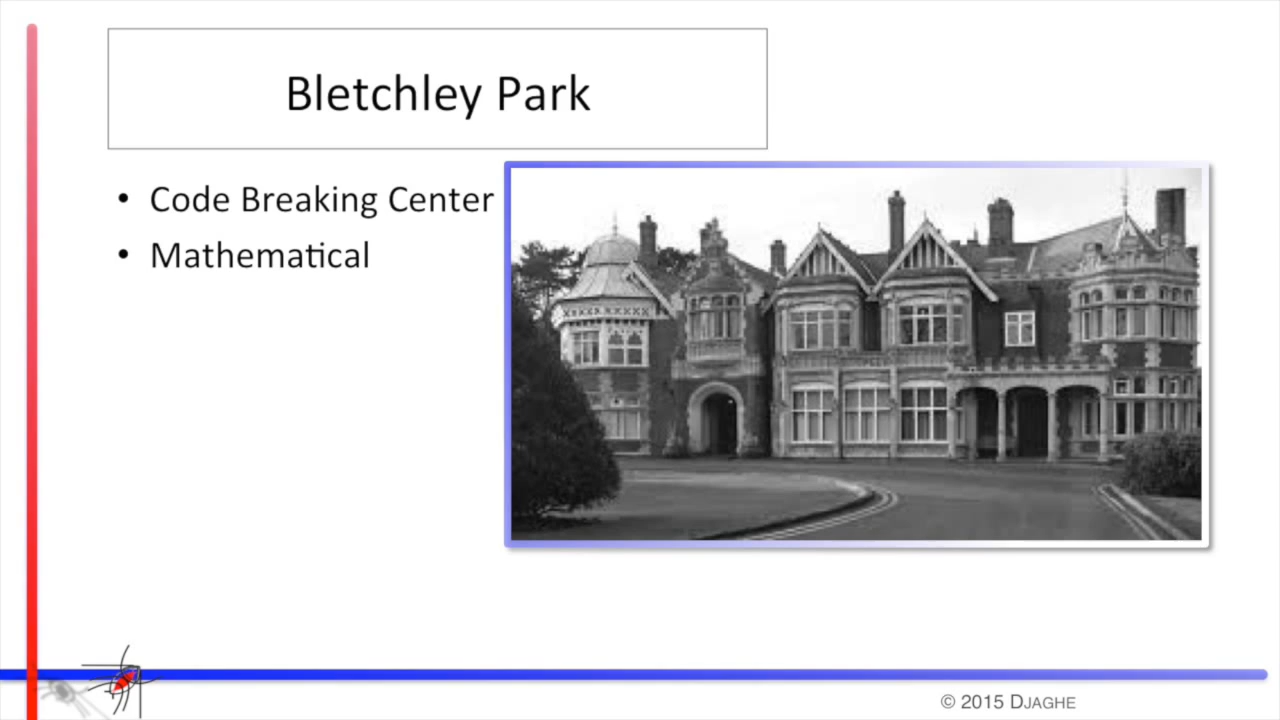 Bletchley Park
• Code Breaking Center
• Mathematical
© 2015 DJAGHE